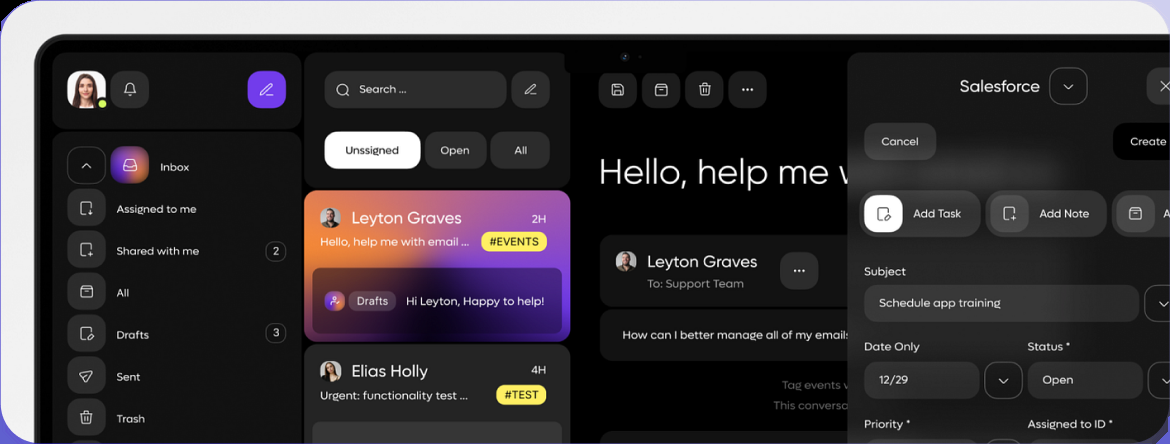 Inbox
Assigned to me
Shared with me 2
All
Drafts 3
Sent
Trash
Search ...
Unssigned Open All
Leyton Graves 2H
Hello, help me with email ... #EVENTS
Drafts Hi Leyton, Happy to help!
Elias Holly 4H
Urgent: functionality test ... #TEST
Hello, help me
Leyton Graves
To: Support Team
How can I better manage all of my emails
Tag events
This conversa
Salesforce
Cancel Create
Add Task Add Note A
Subject
Schedule app training
Date Only Status *
12/29 Open
Priority * Assigned to ID *